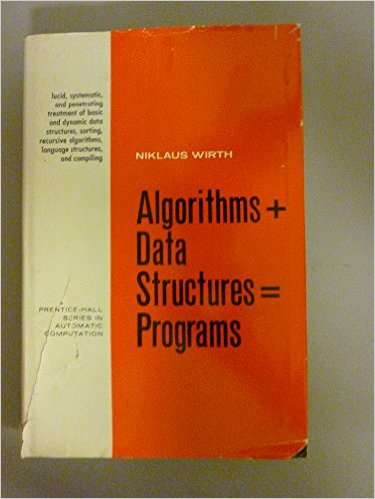 lucid, systematic,
and penetrating
treatment of basic
and dynamic data
structures, sorting,
recursive algorithms,
language structures,
and compiling
NIKLAUS WIRTH
Algorithms +
Data
Structures =
Programs
PRENTICE-HALL
SERIES IN
AUTOMATIC
COMPUTATION